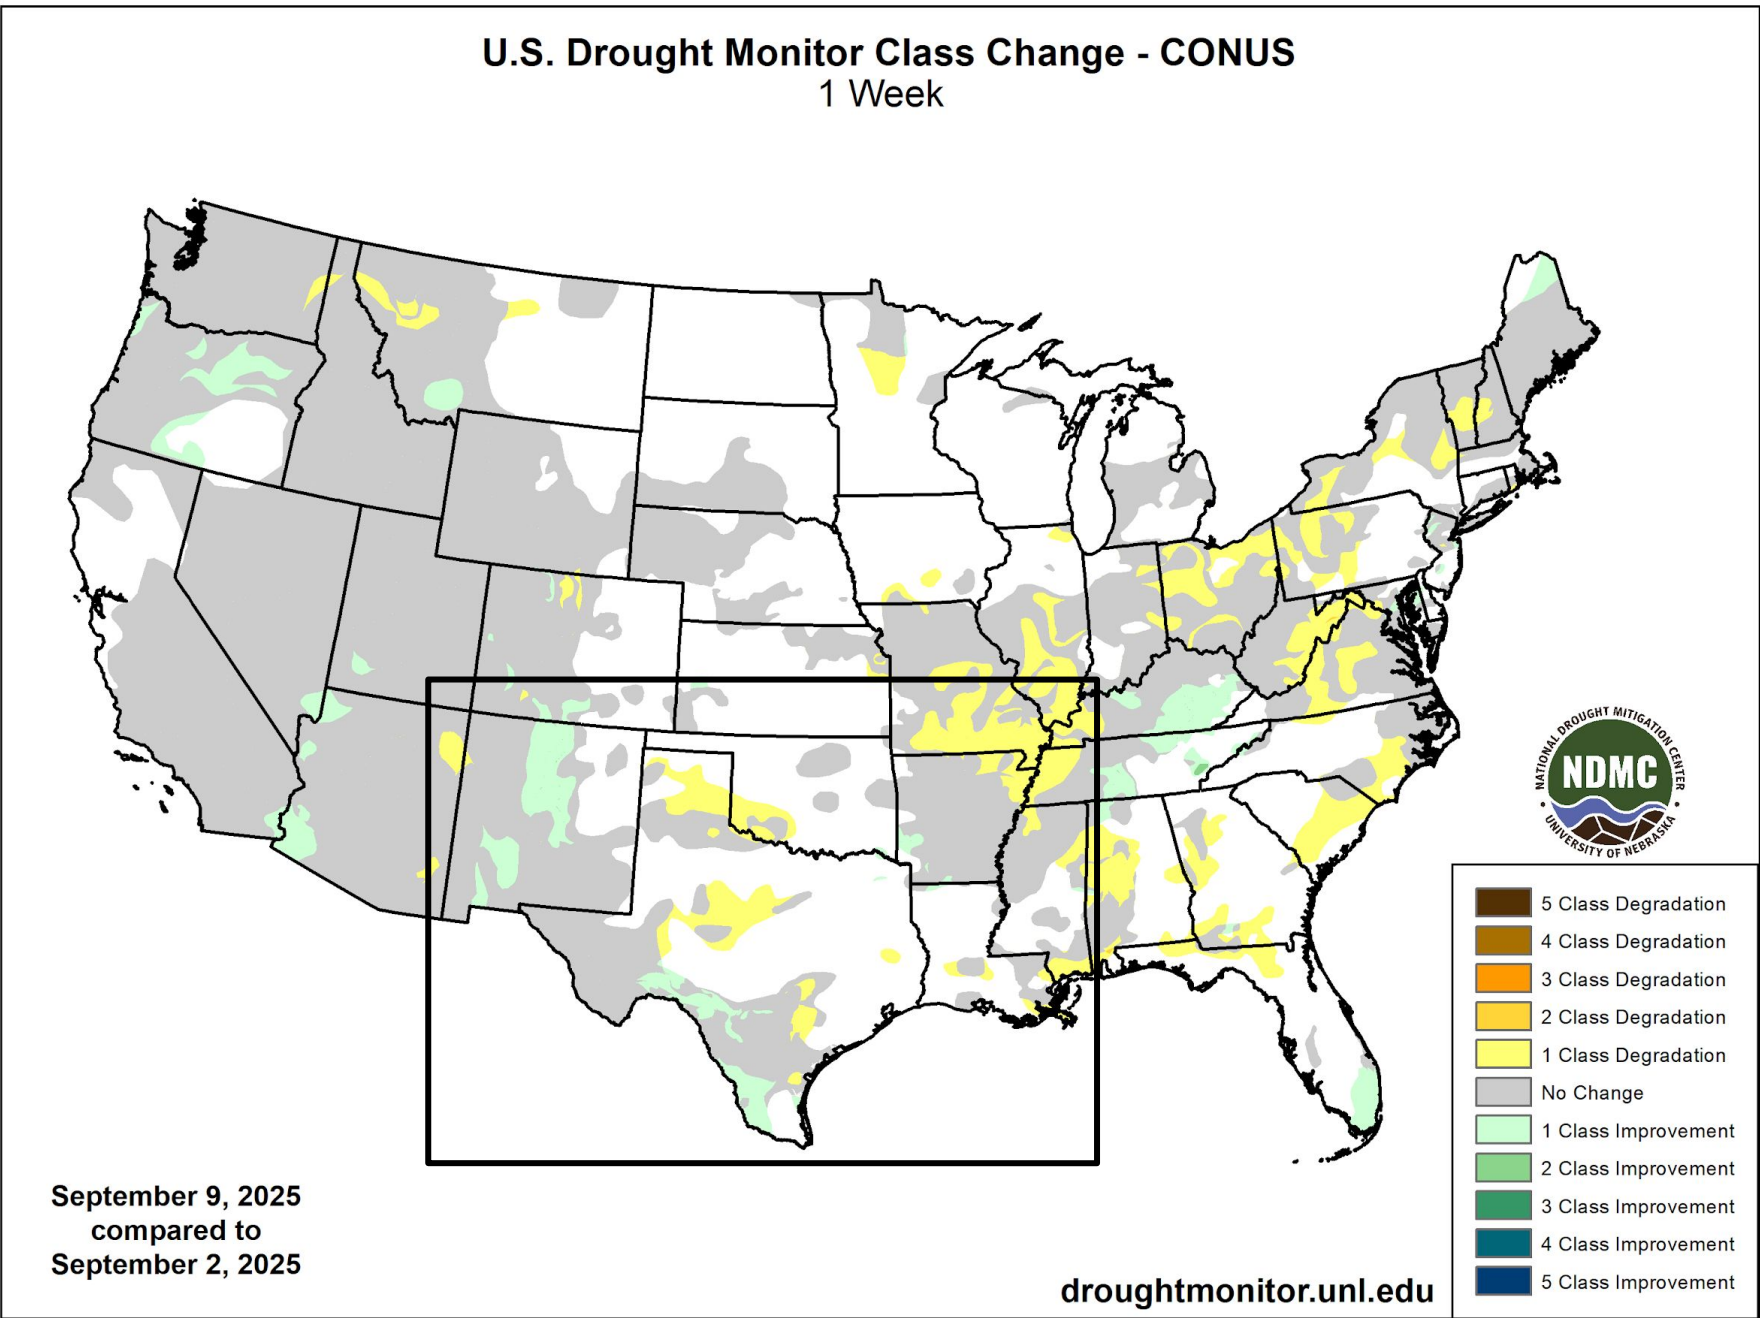 U.S. Drought Monitor Class Change - CONUS
1 Week
NATIONAL DROUGHT MITIGATION CENTER
NDMC
UNIVERSITY OF NEBRASKA
5 Class Degradation
4 Class Degradation
3 Class Degradation
2 Class Degradation
1 Class Degradation
No Change
1 Class Improvement
2 Class Improvement
3 Class Improvement
4 Class Improvement
5 Class Improvement
September 9, 2025
compared to
September 2, 2025
droughtmonitor.unl.edu